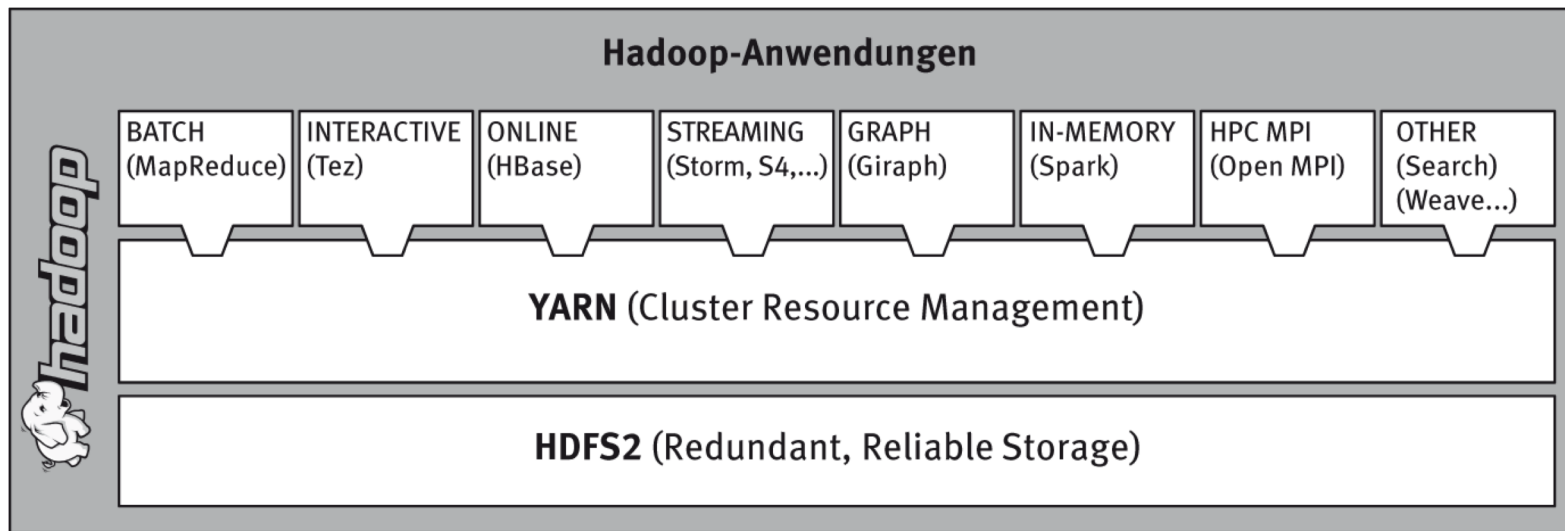 Hadoop-Anwendungen
hadoop
BATCH
(MapReduce)
INTERACTIVE
(Tez)
ONLINE
(HBase)
STREAMING
(Storm, S4,...)
GRAPH
(Giraph)
IN-MEMORY
(Spark)
HPC MPI
(Open MPI)
OTHER
(Search)
(Weave...)
YARN (Cluster Resource Management)
HDFS2 (Redundant, Reliable Storage)